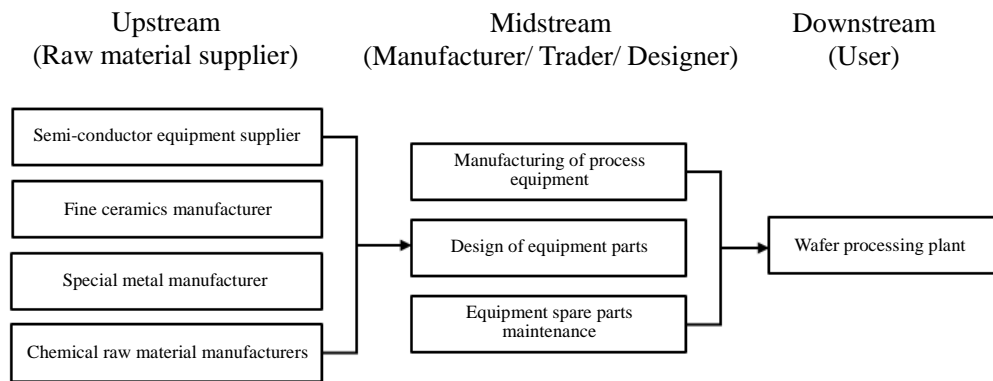 Upstream
(Raw material supplier)
Midstream
(Manufacturer/ Trader/ Designer)
Downstream
(User)
Semi-conductor equipment supplier
Fine ceramics manufacturer
Special metal manufacturer
Chemical raw material manufacturers
Manufacturing of process
equipment
Design of equipment parts
Equipment spare parts
maintenance
Wafer processing plant